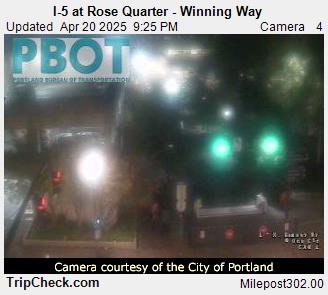 I-5 at Rose Quarter - Winning Way
Updated Apr 20 2025 9:25 PM Camera 4
PBOT
PORTLAND BUREAU OF TRANSPORTATION
Camera courtesy of the City of Portland
TripCheck.com Milepost302.00